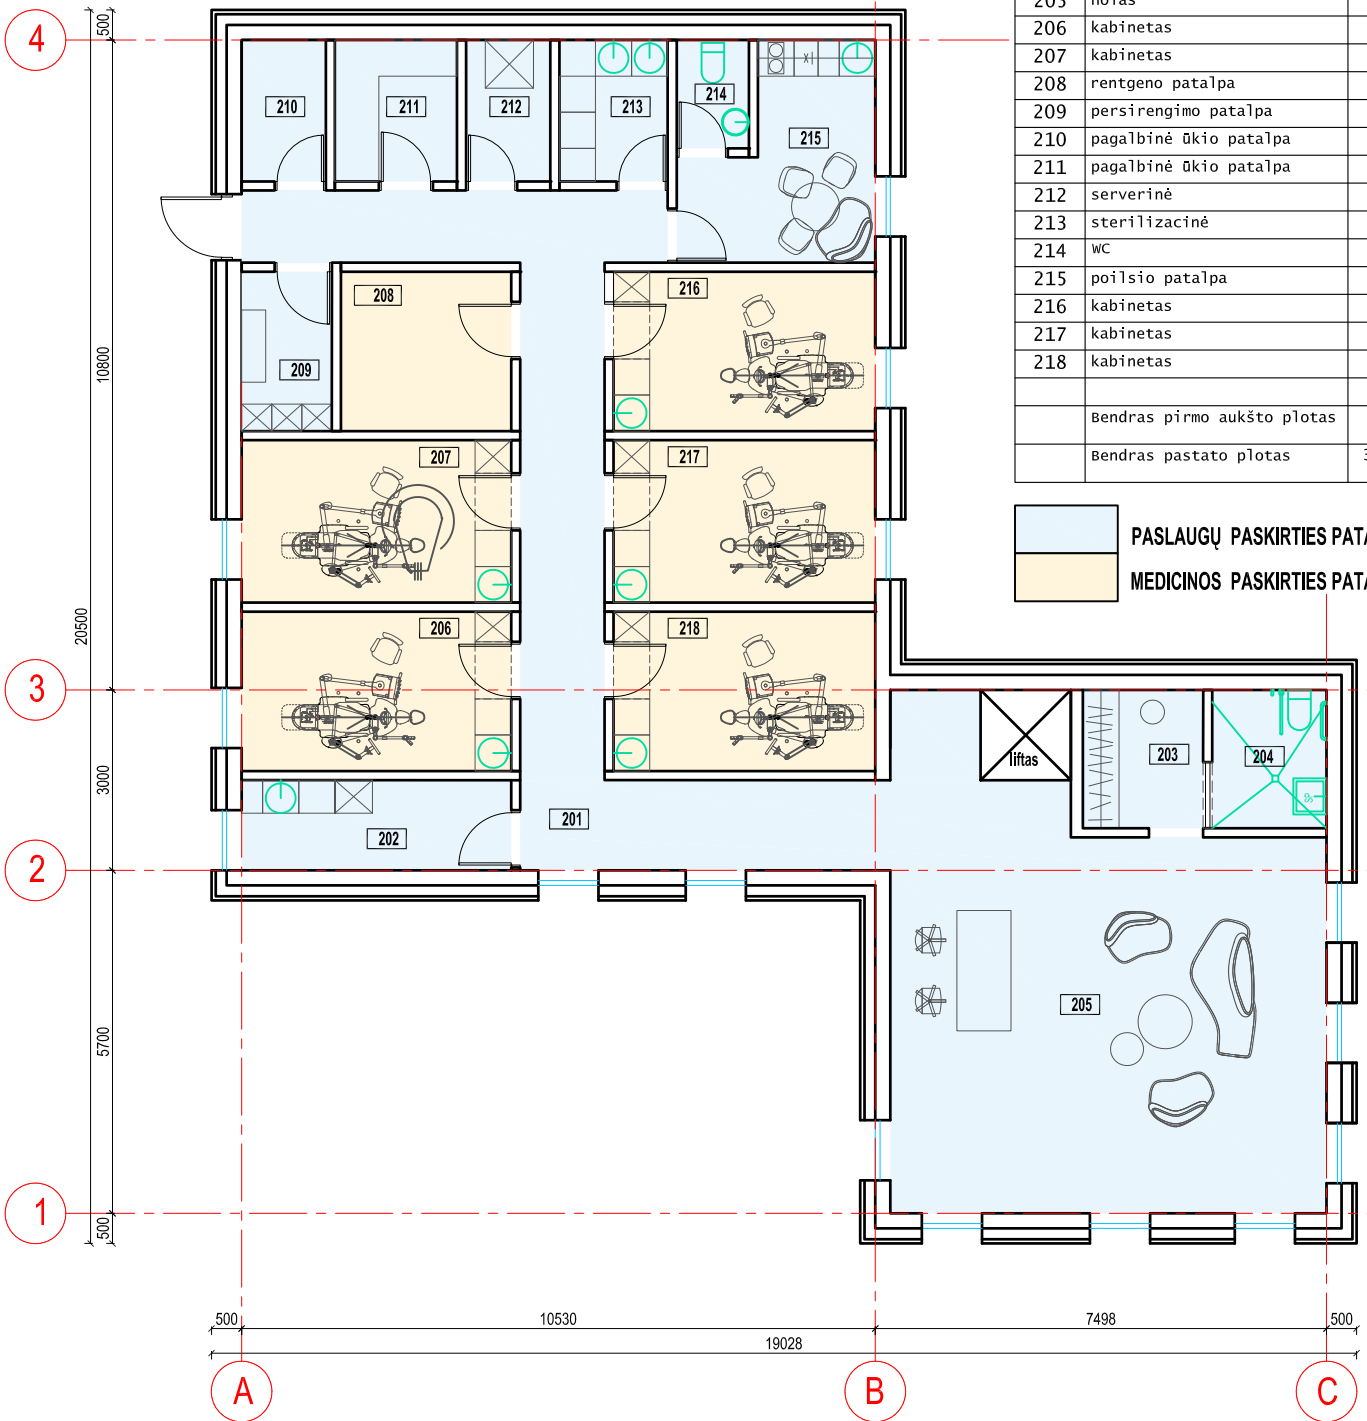 205 holas
206 kabinetas
207 kabinetas
208 rentgeno patalpa
209 persirengimo patalpa
210 pagalbinė ūkio patalpa
211 pagalbinė ūkio patalpa
212 serverinė
213 sterilizacinė
214 WC
215 poilsio patalpa
216 kabinetas
217 kabinetas
218 kabinetas
Bendras pirmo aukšto plotas
Bendras pastato plotas 3
PASLAUGŲ PASKIRTIES PATA
MEDICINOS PASKIRTIES PATA
4
3
2
1
500
10800
20500
3000
5700
500
210
211
212
213
214
215
208
216
209
207
217
206
218
liftas
203
204
201
202
205
500
10530
7498
500
19028
A
B
C